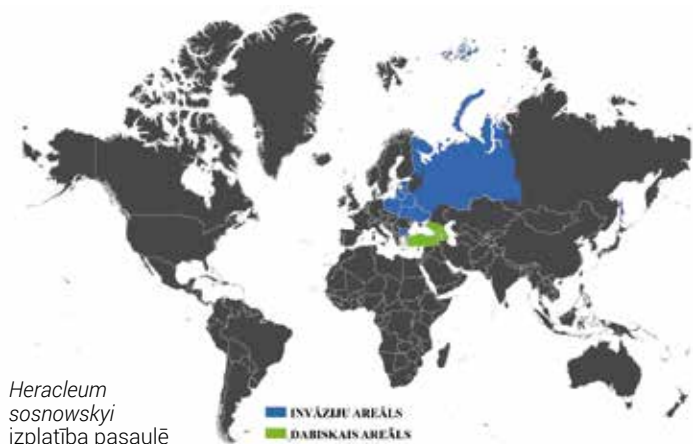 Heracleum
sosnowskyi
izplatība pasaulē
INVĀZIJU AREĀLS
DABISKAIS AREĀLS